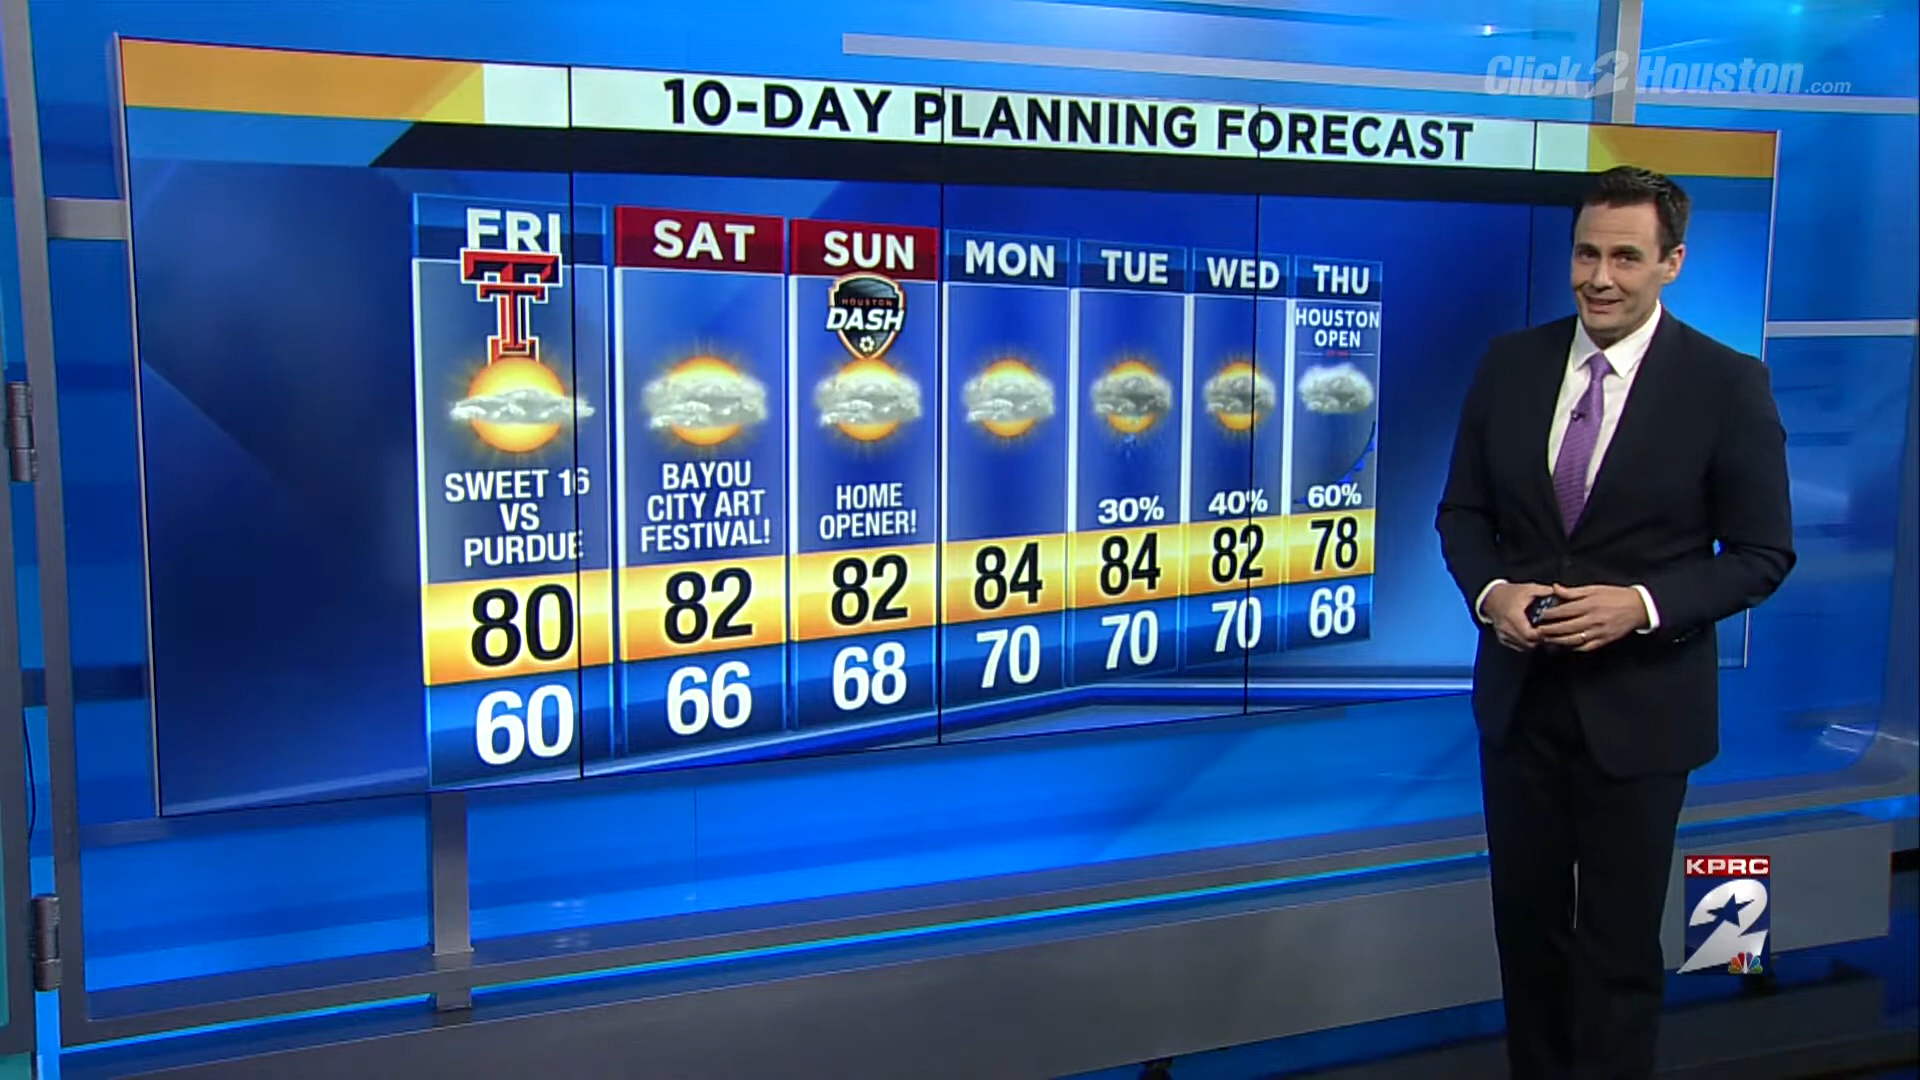 Click2Houston.com
10-DAY PLANNING FORECAST
FRI SAT SUN MON TUE WED THU
HOUSTON
DASH
HOUSTON
OPEN
SWEET 16
VS
PURDUE
BAYOU
CITY ART
FESTIVAL!
HOME
OPENER!
30% 40% 60%
80 82 82 84 84 82 78
60 66 68 70 70 70 68
KPRC
2